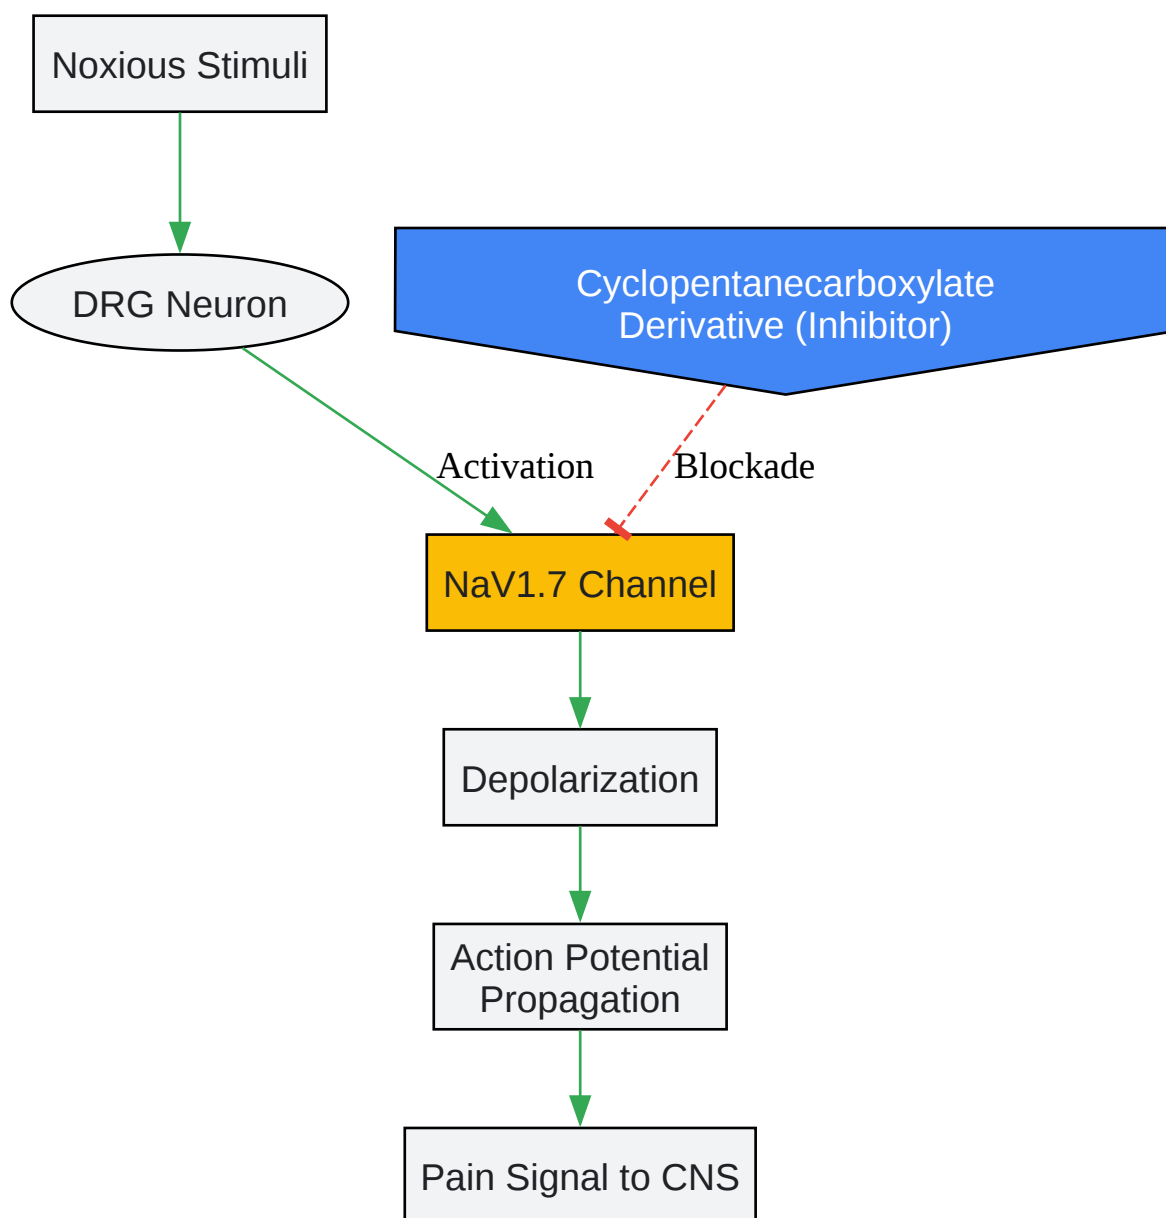 Noxious Stimuli
DRG Neuron
Cyclopentanecarboxylate
Derivative (Inhibitor)
Activation
Blockade
NaV1.7 Channel
Depolarization
Action Potential
Propagation
Pain Signal to CNS